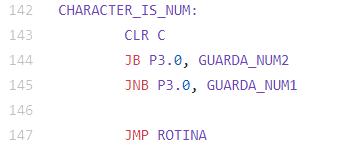 142 CHARACTER_IS_NUM:
143 CLR C
144 JB P3.0, GUARDA_NUM2
145 JNB P3.0, GUARDA_NUM1
146
147 JMP ROTINA